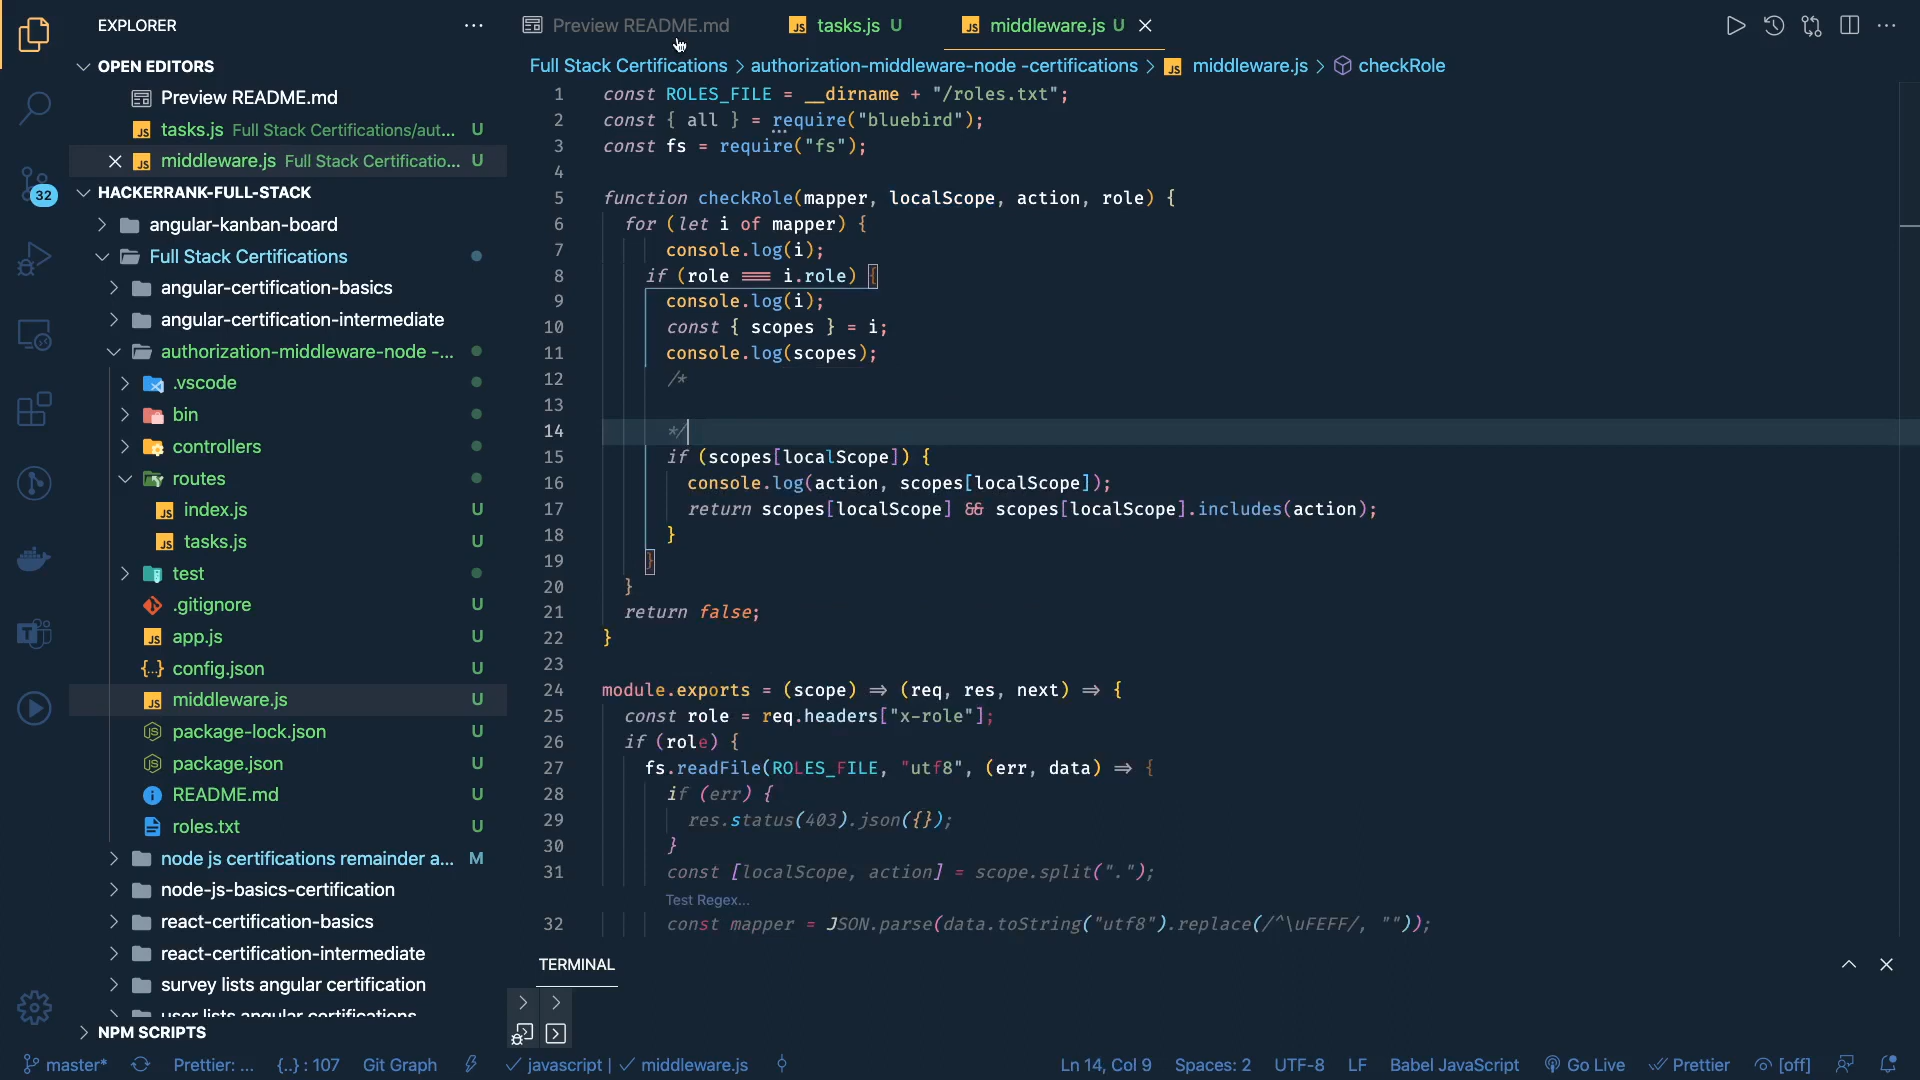 EXPLORER
OPEN EDITORS
Preview README.md
tasks.js Full Stack Certifications/aut... U
middleware.js Full Stack Certificatio... U
32
HACKERRANK-FULL-STACK
angular-kanban-board
Full Stack Certifications
angular-certification-basics
angular-certification-intermediate
authorization-middleware-node -...
.vscode
bin
controllers
routes
index.js U
tasks.js U
test
.gitignore U
app.js U
config.json U
middleware.js U
package-lock.json U
package.json U
README.md U
roles.txt U
node js certifications remainder a... M
node-js-basics-certification
react-certification-basics
react-certification-intermediate
survey lists angular certification
user lists angular certifications
NPM SCRIPTS
Preview README.md
tasks.js U
middleware.js U
Full Stack Certifications > authorization-middleware-node -certifications > middleware.js > checkRole
1 const ROLES_FILE = __dirname + "/roles.txt";
2 const { all } = require("bluebird");
3 const fs = require("fs");
4
5 function checkRole(mapper, localScope, action, role) {
6 for (let i of mapper) {
7 console.log(i);
8 if (role === i.role) {
9 console.log(i);
10 const { scopes } = i;
11 console.log(scopes);
12 /*
13
14 */
15 if (scopes[localScope]) {
16 console.log(action, scopes[localScope]);
17 return scopes[localScope] && scopes[localScope].includes(action);
18 }
19 }
20 }
21 return false;
22 }
23
24 module.exports = (scope) => (req, res, next) => {
25 const role = req.headers["x-role"];
26 if (role) {
27 fs.readFile(ROLES_FILE, "utf8", (err, data) => {
28 if (err) {
29 res.status(403).json({});
30 }
31 const [localScope, action] = scope.split(".");
Test Regex...
32 const mapper = JSON.parse(data.toString("utf8").replace(/^\uFEFF/, ""));
TERMINAL
master* Prettier: ... {..} : 107 Git Graph javascript | middleware.js Ln 14, Col 9 Spaces: 2 UTF-8 LF Babel JavaScript Go Live Prettier [off]